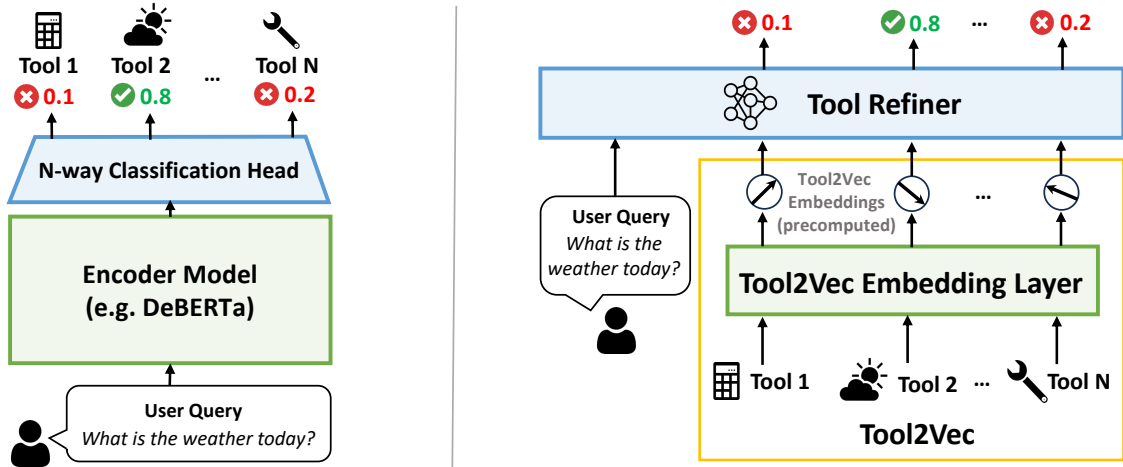 Tool 1
Tool 2
...
Tool N
0.1
0.8
0.2
N-way Classification Head
Encoder Model
(e.g. DeBERTa)
User Query
What is the weather today?
0.1
0.8
...
0.2
Tool Refiner
Tool2Vec
Embeddings
(precomputed)
...
User Query
What is the
weather today?
Tool2Vec Embedding Layer
Tool 1
Tool 2
...
Tool N
Tool2Vec